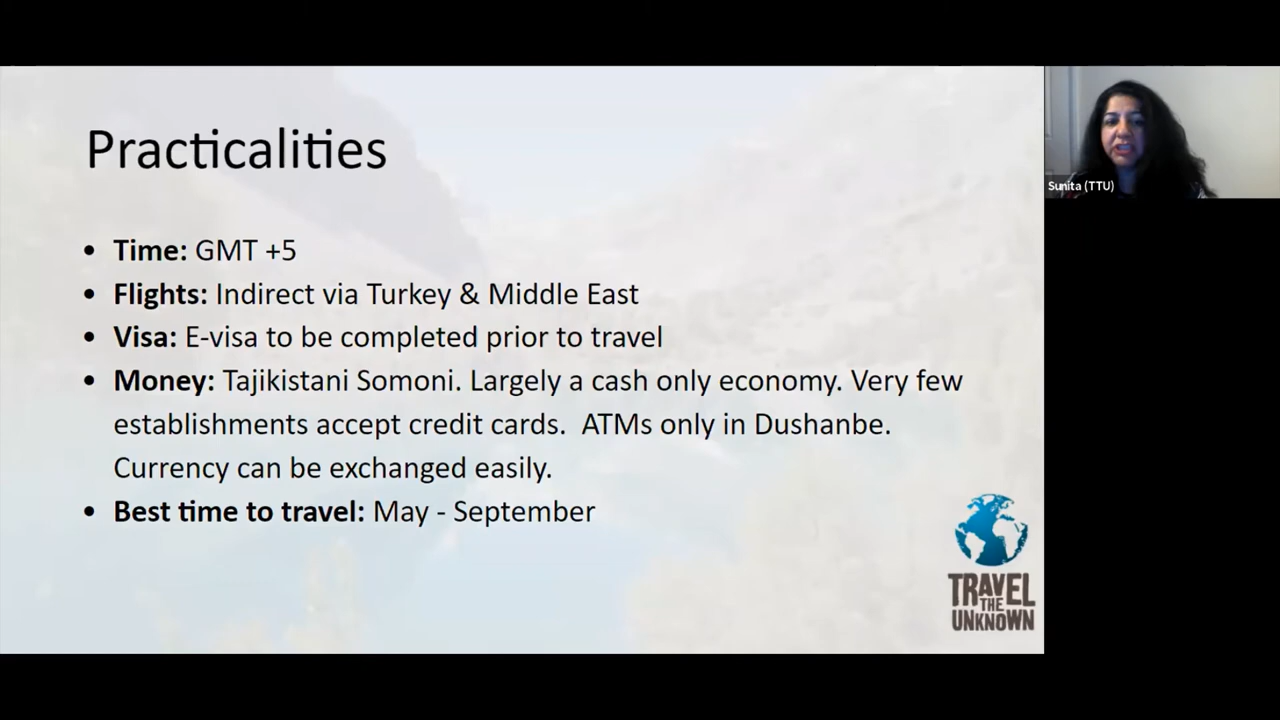 Practicalities
• Time: GMT +5
• Flights: Indirect via Turkey & Middle East
• Visa: E-visa to be completed prior to travel
• Money: Tajikistani Somoni. Largely a cash only economy. Very few
establishments accept credit cards.  ATMs only in Dushanbe.
Currency can be exchanged easily.
• Best time to travel: May - September
TRAVEL
THE
UNKNOWN
Sunita (TTU)